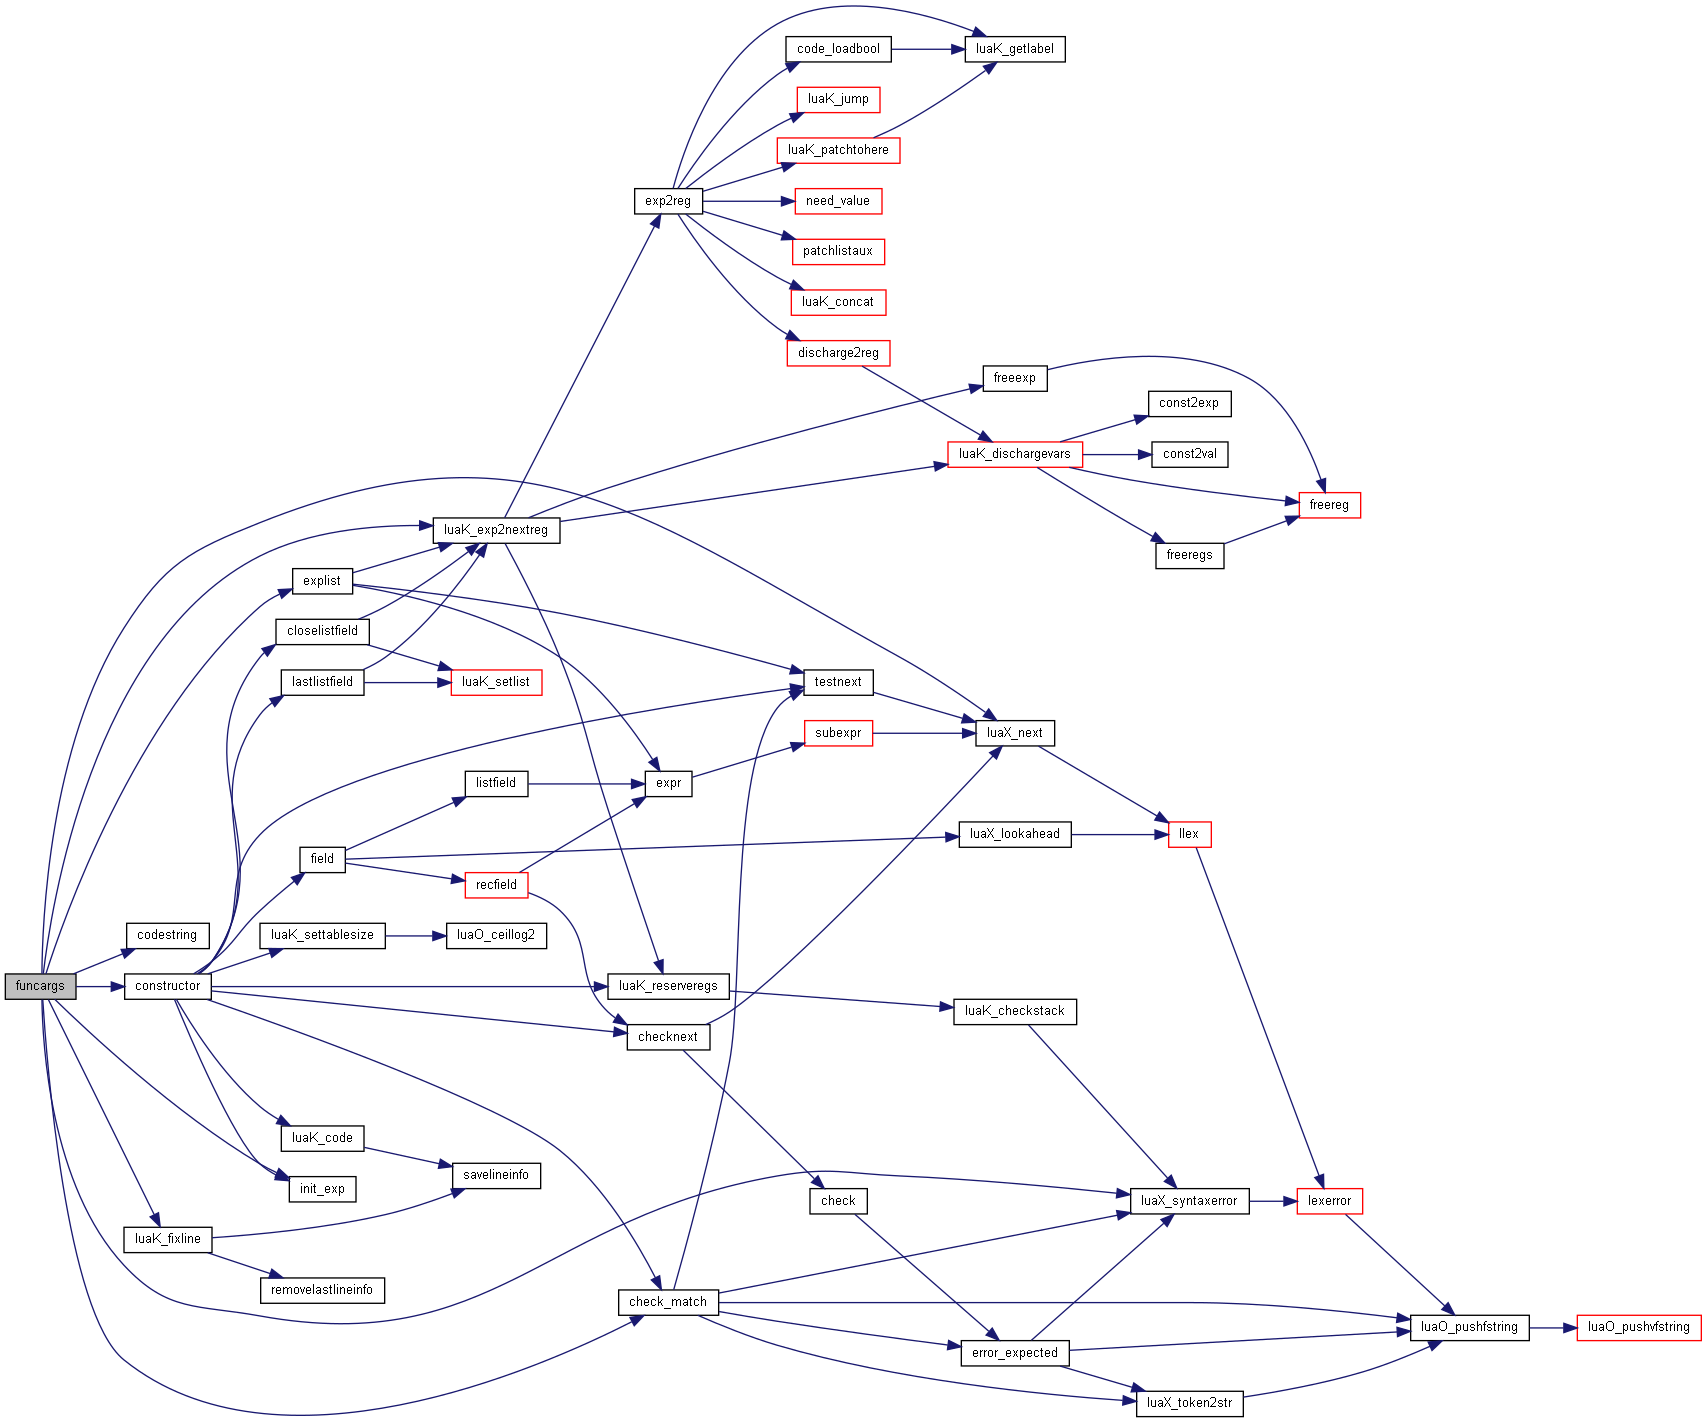 code_loadbool
luaK_getlabel
luaK_jump
luaK_patchtohere
exp2reg
need_value
patchlistaux
luaK_concat
discharge2reg
freeexp
const2exp
luaK_dischargevars
const2val
freereg
luaK_exp2nextreg
freeregs
explist
closelistfield
lastlistfield
luaK_setlist
testnext
subexpr
luaX_next
listfield
expr
luaX_lookahead
llex
field
recfield
codestring
luaK_settablesize
luaO_ceillog2
funcargs
constructor
luaK_reserveregs
luaK_checkstack
checknext
luaK_code
savelineinfo
init_exp
check
luaX_syntaxerror
lexerror
luaK_fixline
removelastlineinfo
check_match
luaO_pushfstring
luaO_pushvfstring
error_expected
luaX_token2str